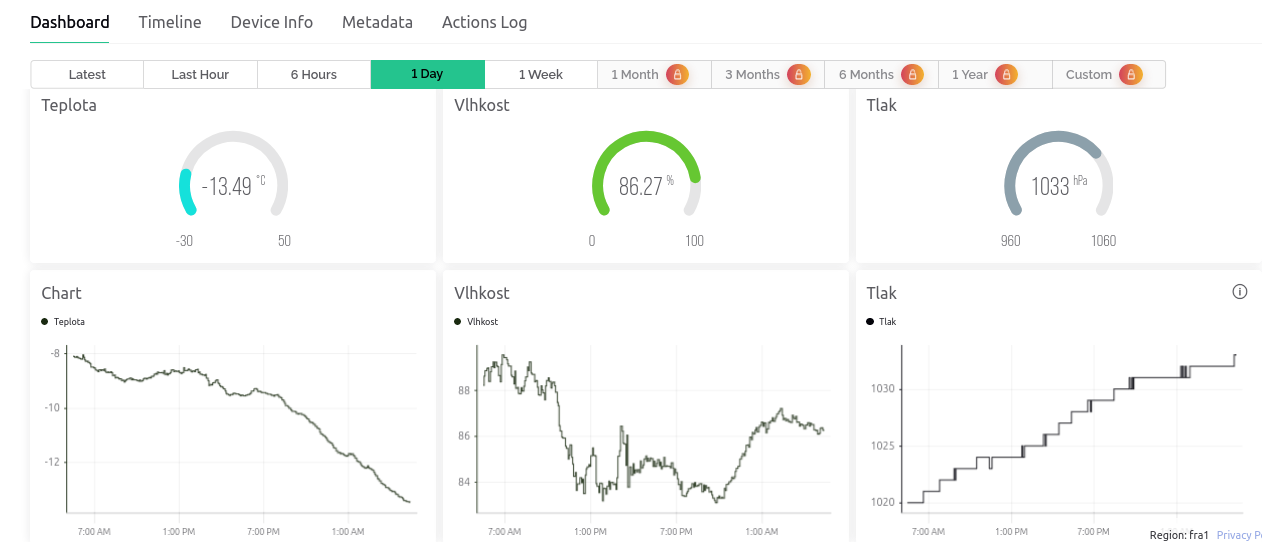 Dashboard Timeline Device Info Metadata Actions Log
Latest Last Hour 6 Hours 1 Day 1 Week 1 Month 3 Months 6 Months 1 Year Custom
Teplota
-13.49 °C
-30 50
Vlhkost
86.27 %
0 100
Tlak
1033 hPa
960 1060
Chart
Teplota
-8
-10
-12
7:00 AM 1:00 PM 7:00 PM 1:00 AM
Vlhkost
Vlhkost
88
86
84
7:00 AM 1:00 PM 7:00 PM 1:00 AM
Tlak
Tlak
1030
1025
1020
7:00 AM 1:00 PM 7:00 PM
Region: fra1 Privacy P